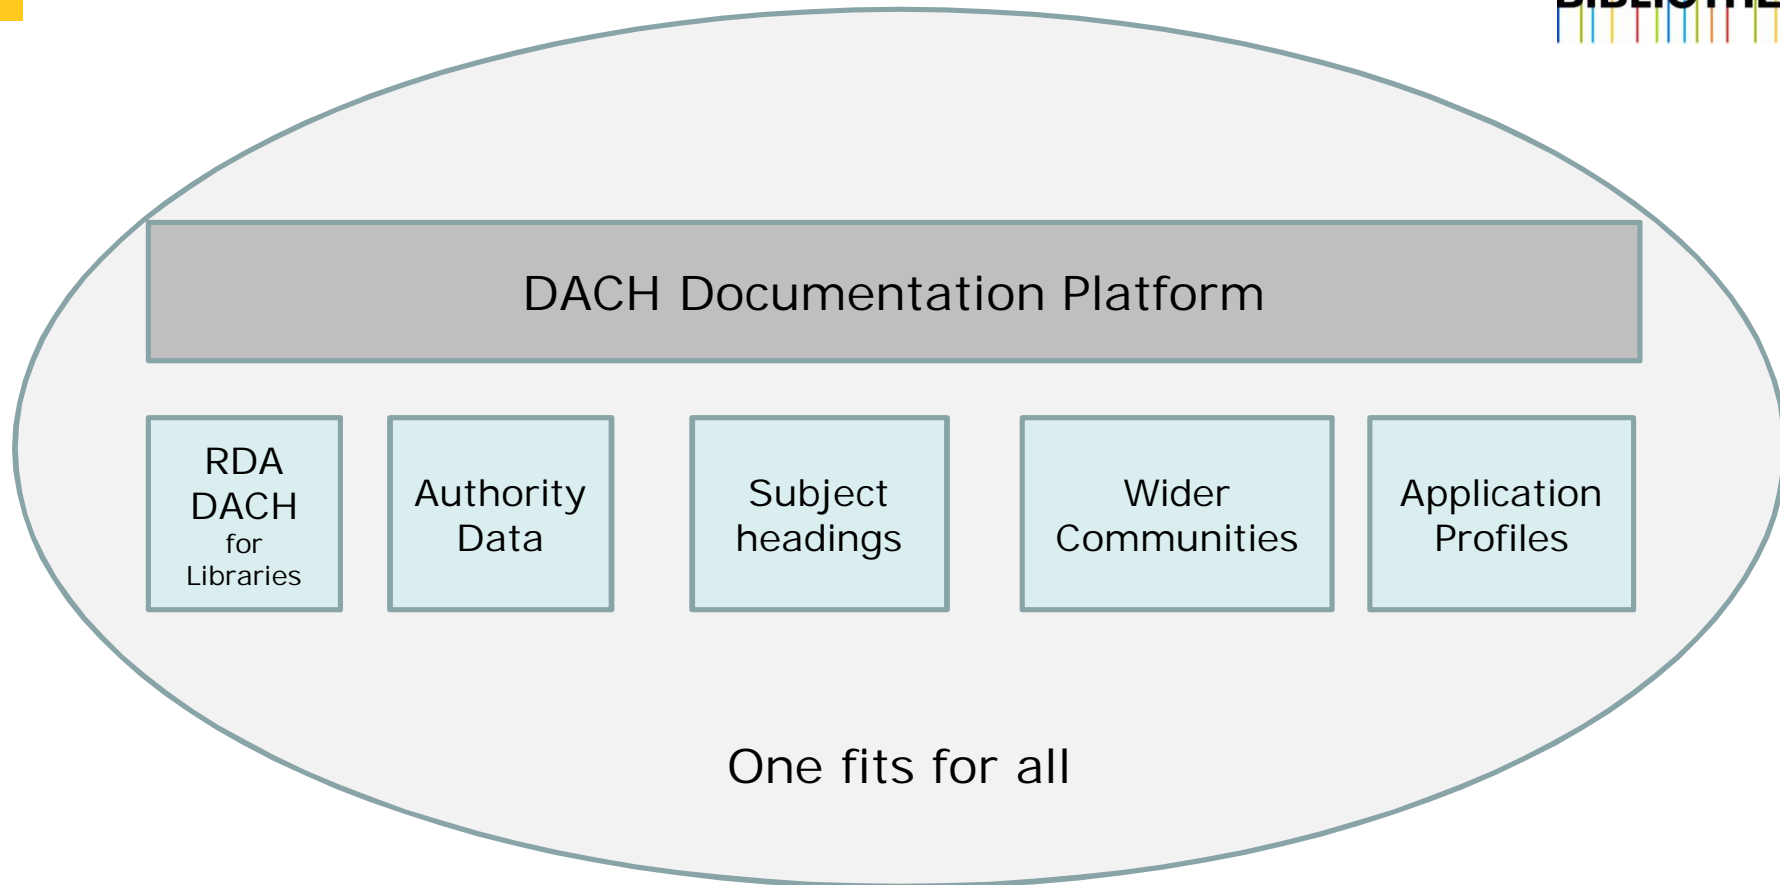 DACH Documentation Platform
RDA
DACH
for
Libraries
Authority
Data
Subject
headings
Wider
Communities
Application
Profiles
One fits for all